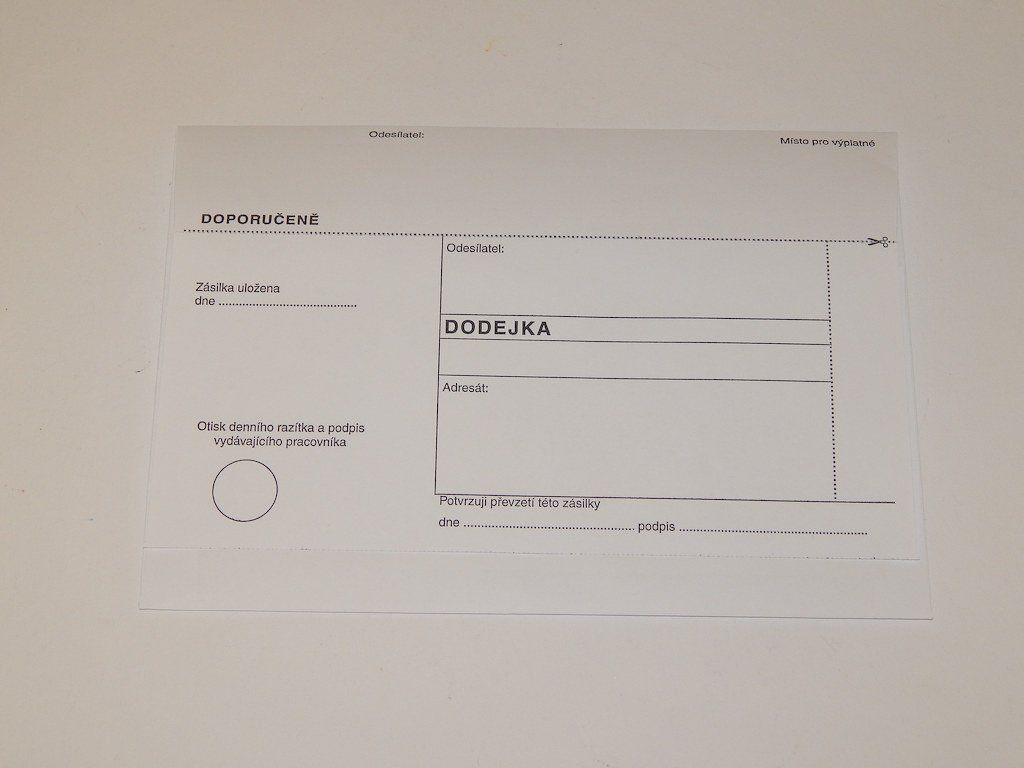 Odesílatel:
Místo pro výplatné
DOPORUČENĚ
Odesílatel:
Zásilka uložena
dne ..........................................
DODEJKA
Adresát:
Otisk denního razítka a podpis
vydávajícího pracovníka
Potvrzuji převzetí této zásilky
dne .................................................... podpis .........................................................